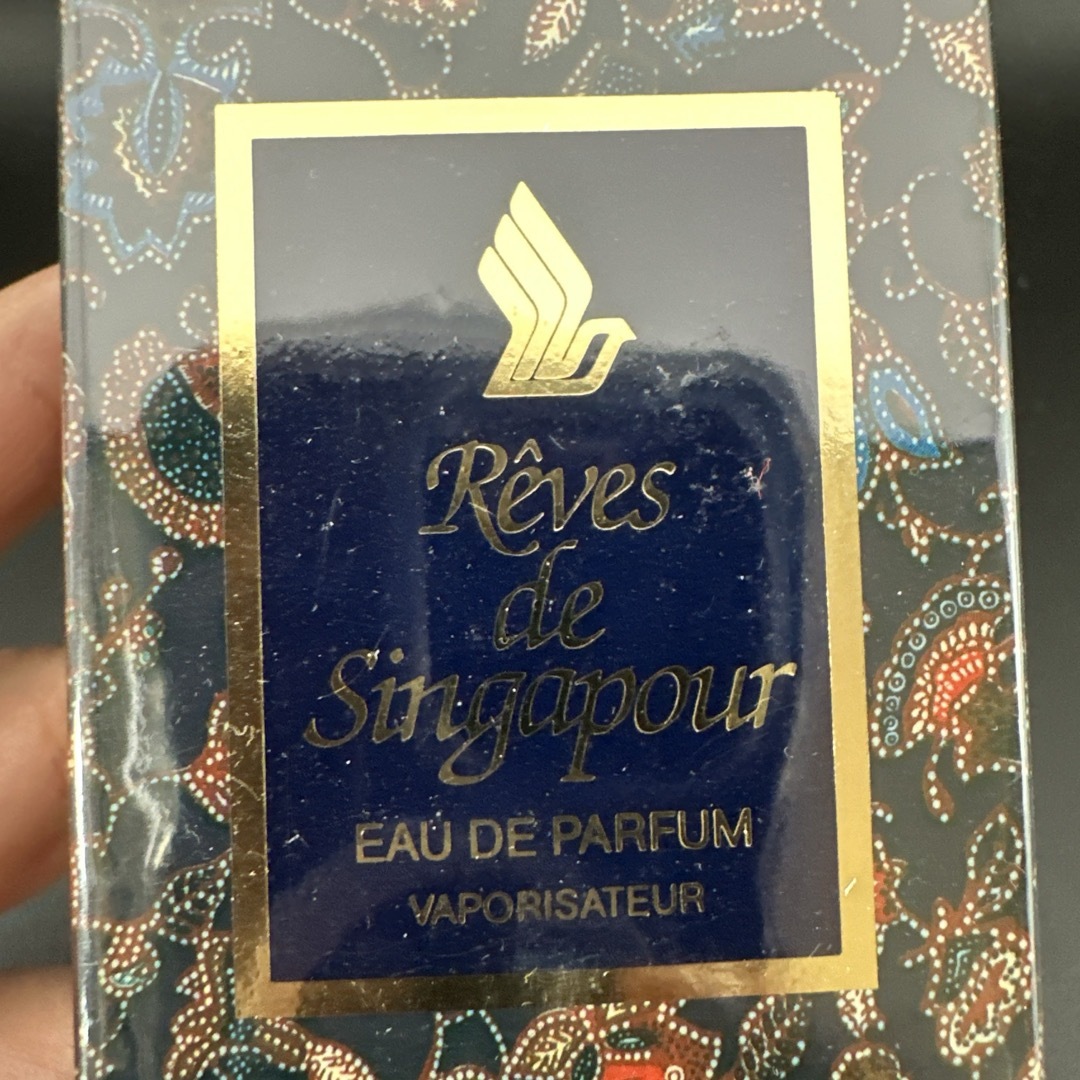 Rêves
de
Singapour
EAU DE PARFUM
VAPORISATEUR